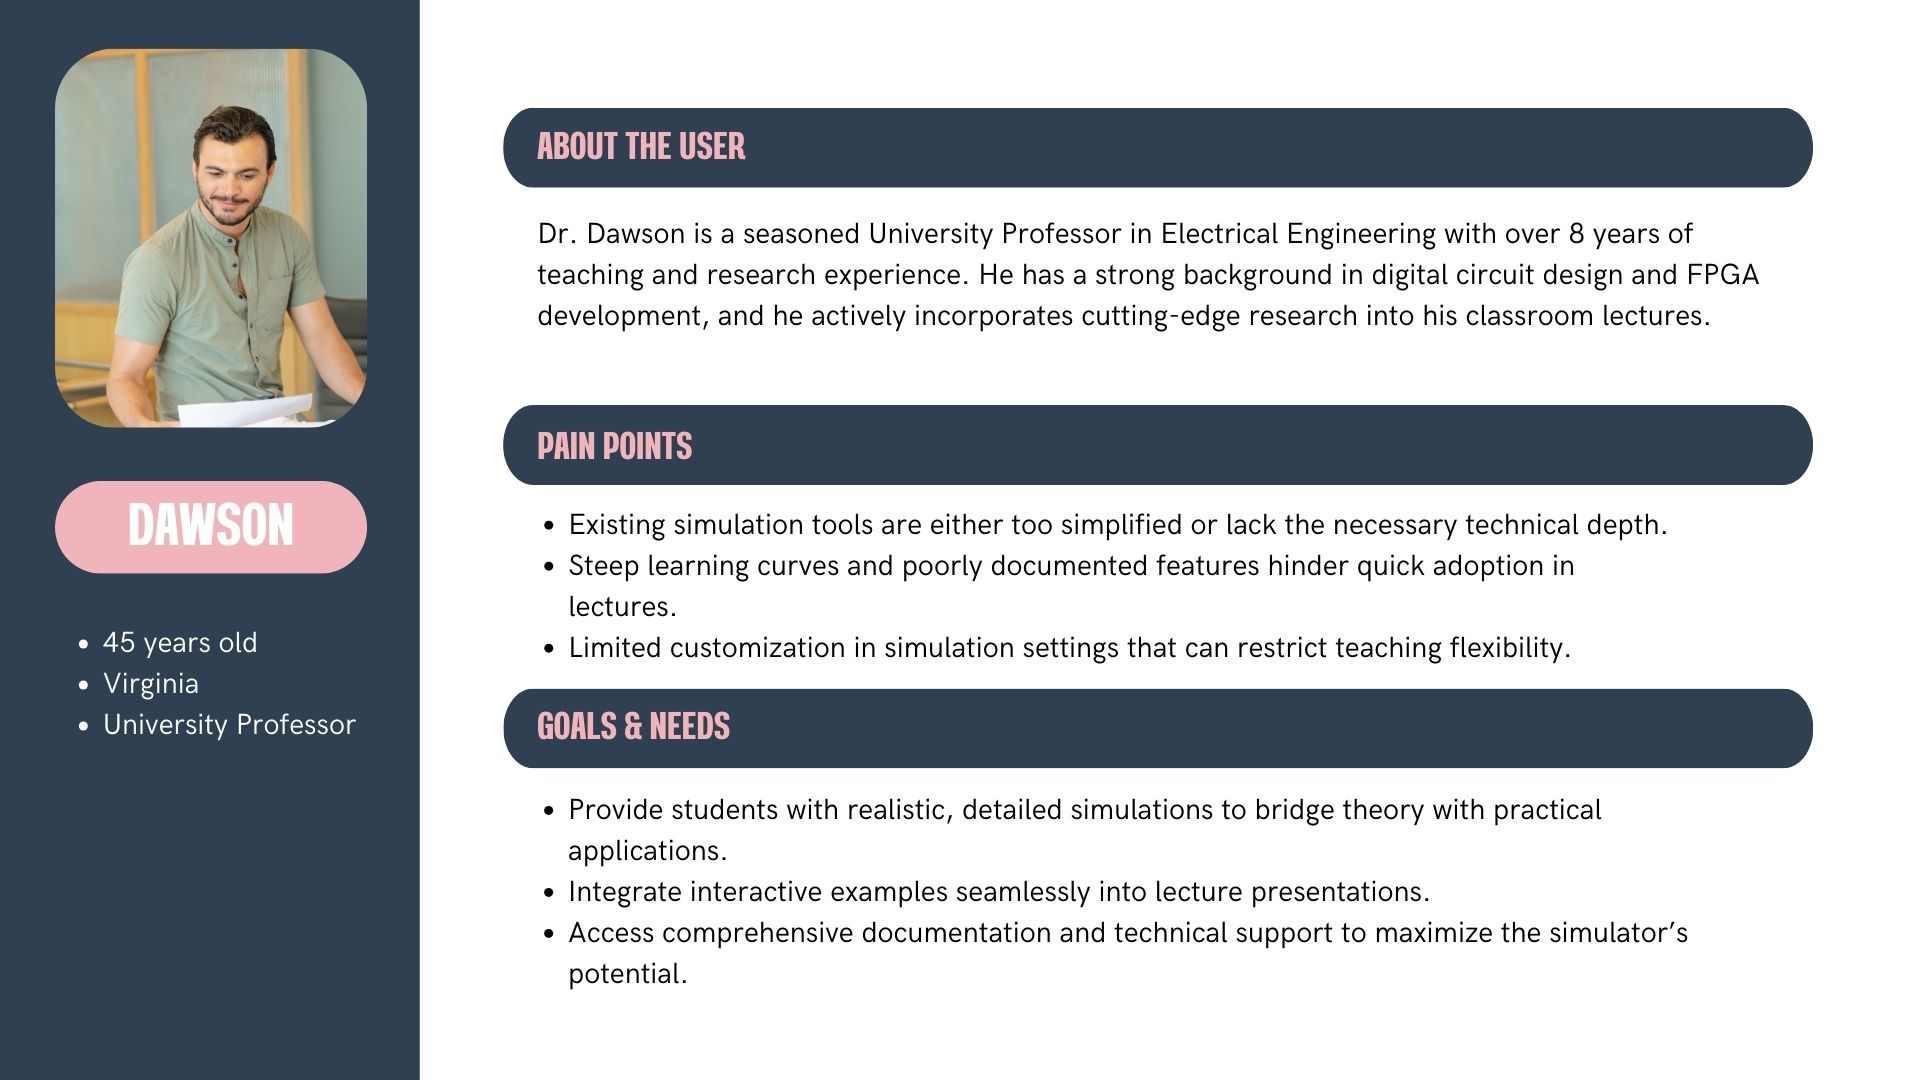 DAWSON
• 45 years old
• Virginia
• University Professor
ABOUT THE USER
Dr. Dawson is a seasoned University Professor in Electrical Engineering with over 8 years of
teaching and research experience. He has a strong background in digital circuit design and FPGA
development, and he actively incorporates cutting-edge research into his classroom lectures.
PAIN POINTS
• Existing simulation tools are either too simplified or lack the necessary technical depth.
• Steep learning curves and poorly documented features hinder quick adoption in
lectures.
• Limited customization in simulation settings that can restrict teaching flexibility.
GOALS & NEEDS
• Provide students with realistic, detailed simulations to bridge theory with practical
applications.
• Integrate interactive examples seamlessly into lecture presentations.
• Access comprehensive documentation and technical support to maximize the simulator’s
potential.